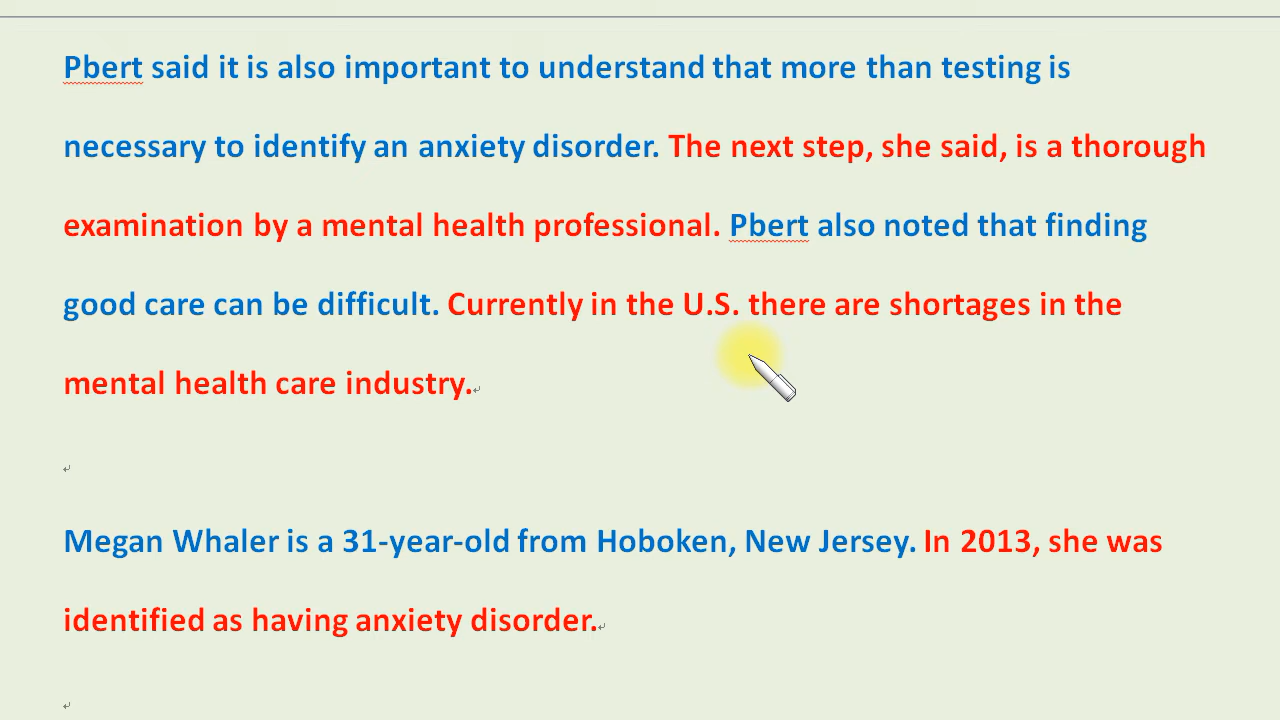 Pbert said it is also important to understand that more than testing is
necessary to identify an anxiety disorder. The next step, she said, is a thorough
examination by a mental health professional. Pbert also noted that finding
good care can be difficult. Currently in the U.S. there are shortages in the
mental health care industry.
Megan Whaler is a 31-year-old from Hoboken, New Jersey. In 2013, she was
identified as having anxiety disorder.